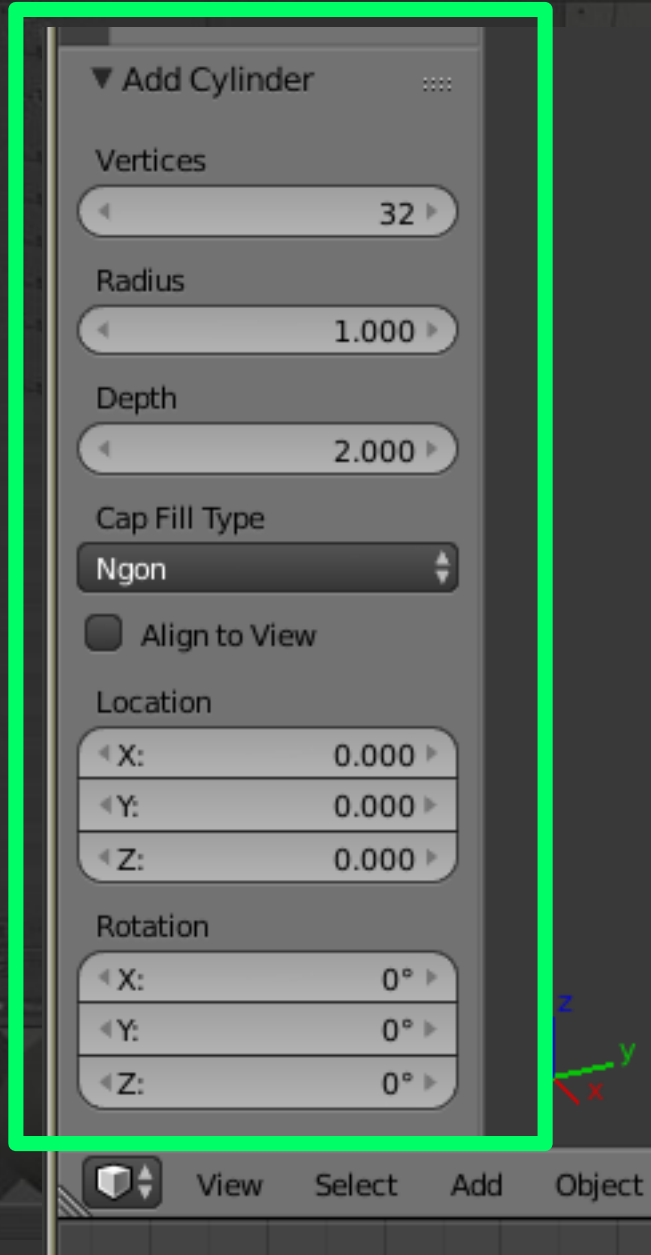 Add Cylinder
Vertices
32
Radius
1.000
Depth
2.000
Cap Fill Type
Ngon
Align to View
Location
X: 0.000
Y: 0.000
Z: 0.000
Rotation
X: 0°
Y: 0°
Z: 0°
z
y
x
View Select Add Object